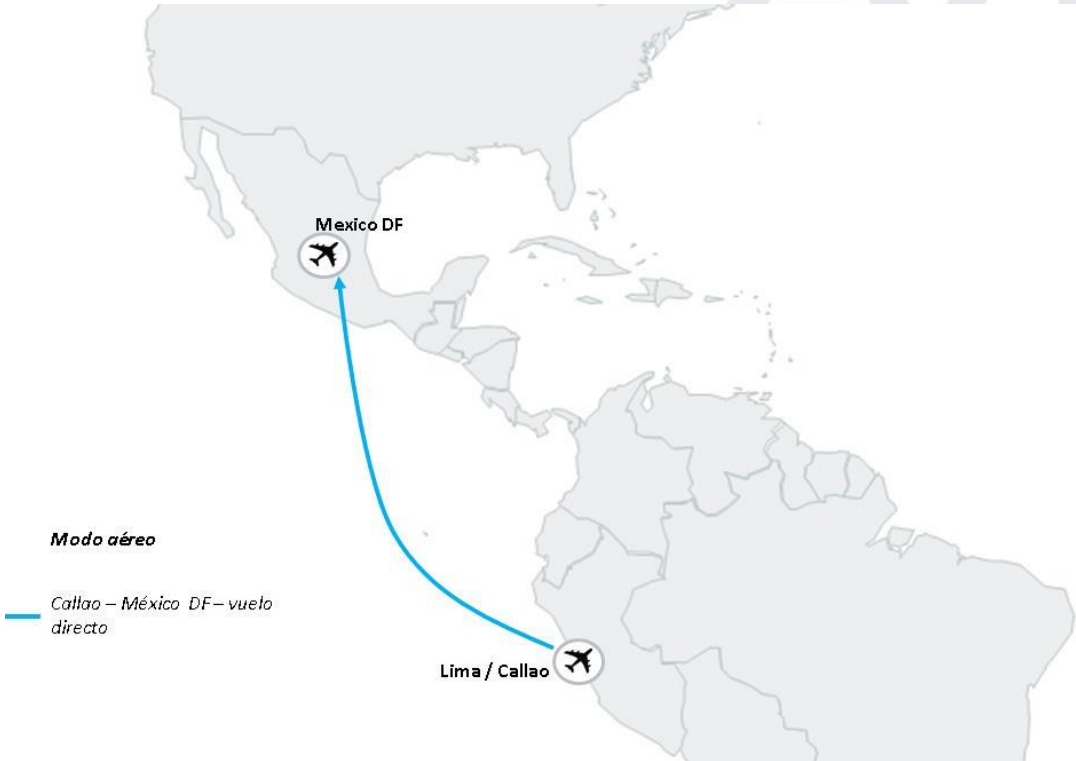 Mexico DF
Modo aéreo
Callao – México DF – vuelo
directo
Lima / Callao